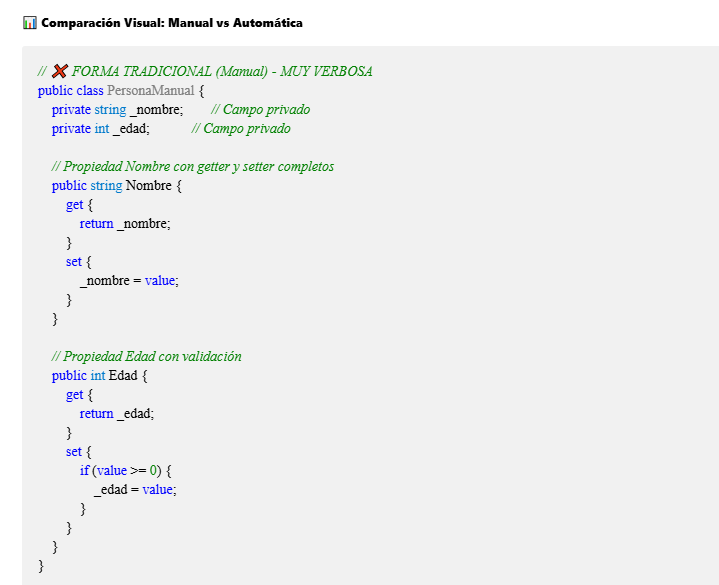 📊 Comparación Visual: Manual vs Automática
// ❌ FORMA TRADICIONAL (Manual) - MUY VERBOSA
public class PersonaManual {
    private string _nombre;        // Campo privado
    private int _edad;            // Campo privado

    // Propiedad Nombre con getter y setter completos
    public string Nombre {
        get {
            return _nombre;
        }
        set {
            _nombre = value;
        }
    }

    // Propiedad Edad con validación
    public int Edad {
        get {
            return _edad;
        }
        set {
            if (value >= 0) {
                _edad = value;
            }
        }
    }
}